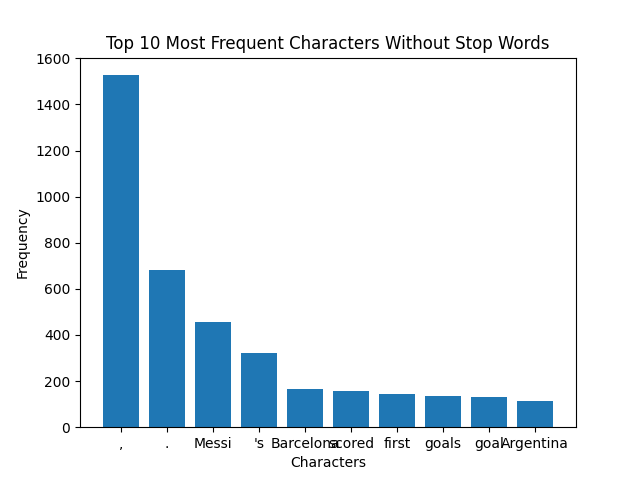 Top 10 Most Frequent Characters Without Stop Words
1600
1400
1200
1000
800
600
400
200
0
Frequency
, . Messi 's Barcelona scored first goals goal Argentina
Characters